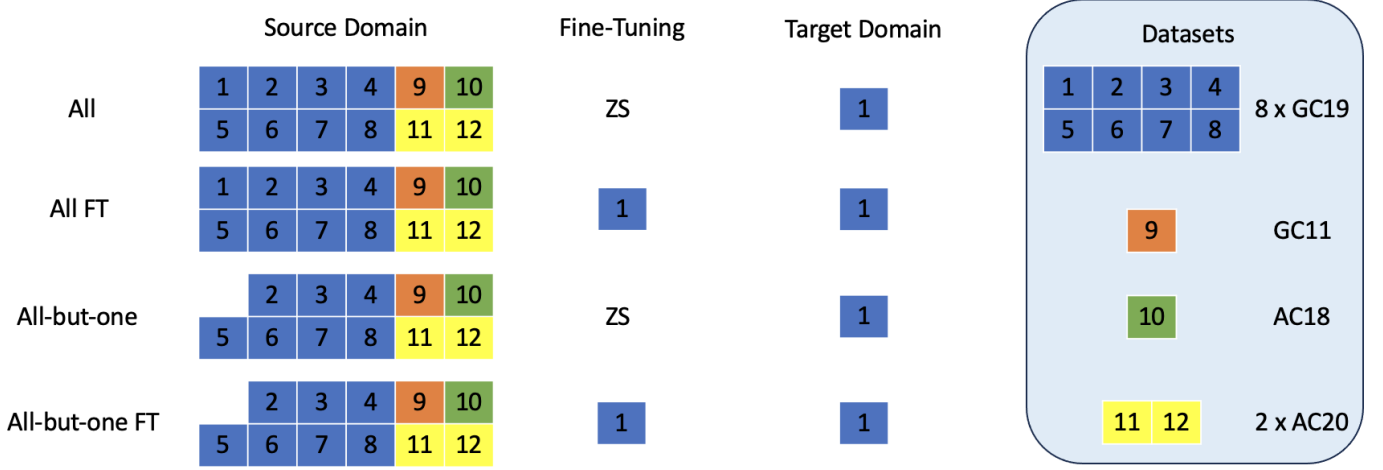 Source Domain Fine-Tuning Target Domain Datasets
All 1 2 3 4 9 10 ZS 1 1 2 3 4 8 x GC19
5 6 7 8 11 12 5 6 7 8
All FT 1 2 3 4 9 10 1 1 9 GC11
5 6 7 8 11 12
All-but-one 2 3 4 9 10 ZS 1 10 AC18
5 6 7 8 11 12
All-but-one FT 2 3 4 9 10 1 1 11 12 2 x AC20
5 6 7 8 11 12